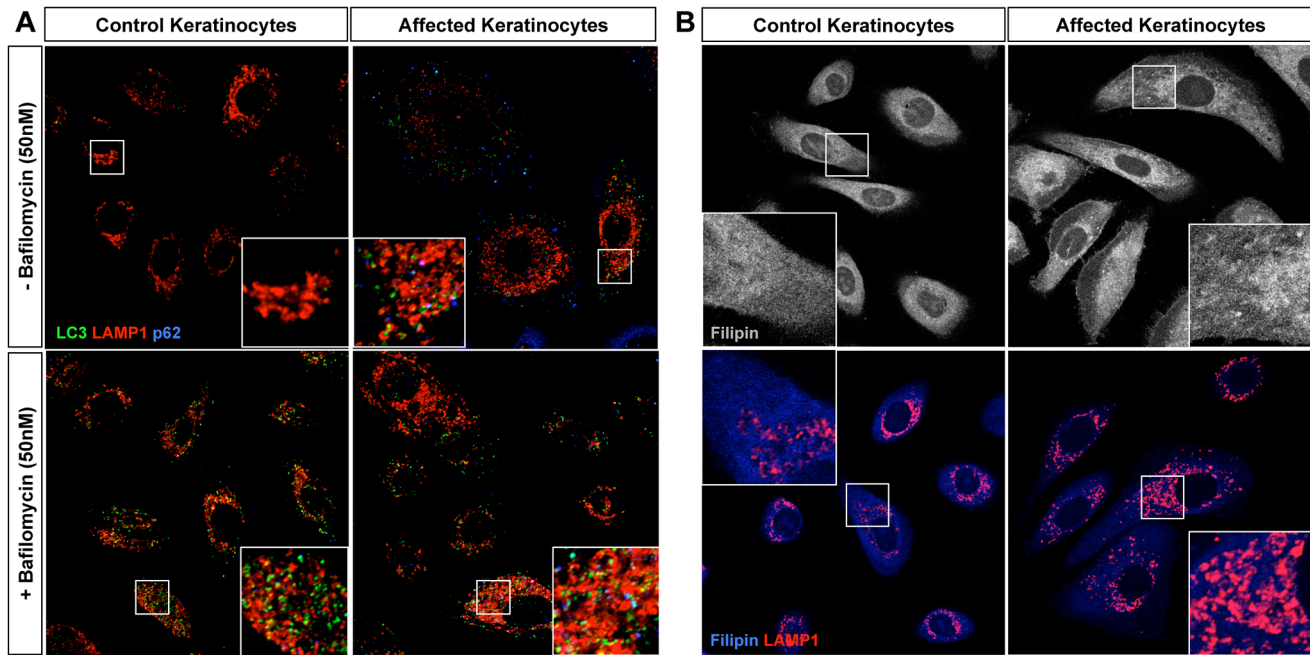 A
Control Keratinocytes
Affected Keratinocytes
- Bafilomycin (50nM)
LC3 LAMP1 p62
+ Bafilomycin (50nM)
B
Control Keratinocytes
Affected Keratinocytes
Filipin
Filipin LAMP1